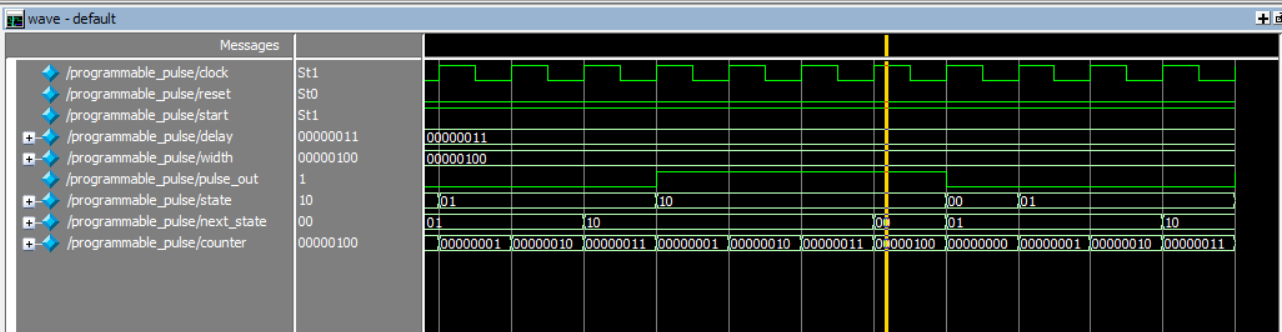 wave - default
Messages
/programmable_pulse/clock St1
/programmable_pulse/reset St0
/programmable_pulse/start St1
/programmable_pulse/delay 00000011 00000011
/programmable_pulse/width 00000100 00000100
/programmable_pulse/pulse_out 1
/programmable_pulse/state 10 01 10 00 01
/programmable_pulse/next_state 00 01 10 00 01 10
/programmable_pulse/counter 00000100 00000001 00000010 00000011 00000001 00000010 00000011 00000100 00000000 00000001 00000010 00000011